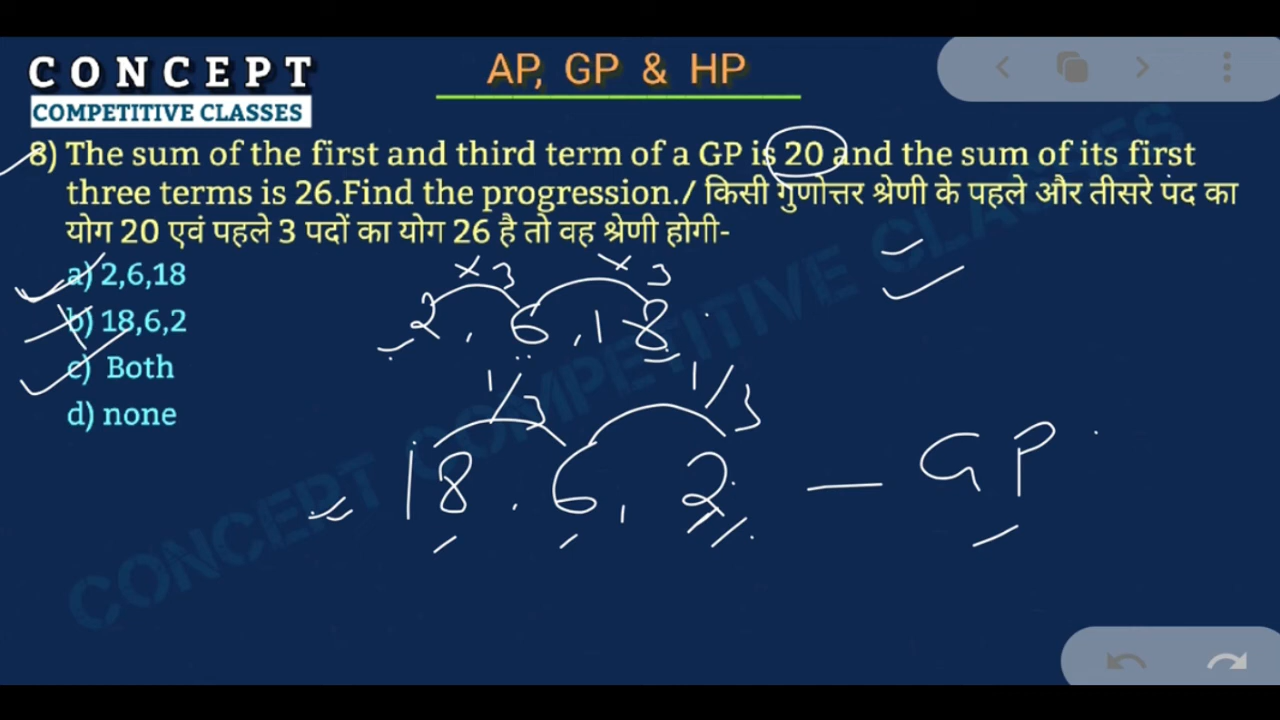 CONCEPT
COMPETITIVE CLASSES
AP, GP & HP
8) The sum of the first and third term of a GP is 20 and the sum of its first
three terms is 26.Find the progression./ किसी गुणोत्तर श्रेणी के पहले और तीसरे पद का
योग 20 एवं पहले 3 पदों का योग 26 है तो वह श्रेणी होगी-
a) 2,6,18
b) 18,6,2
c) Both
d) none
×3 ×3
2, 6, 18
1/3 1/3
= 18, 6, 2 — GP
CONCEPT COMPETITIVE CLASSES